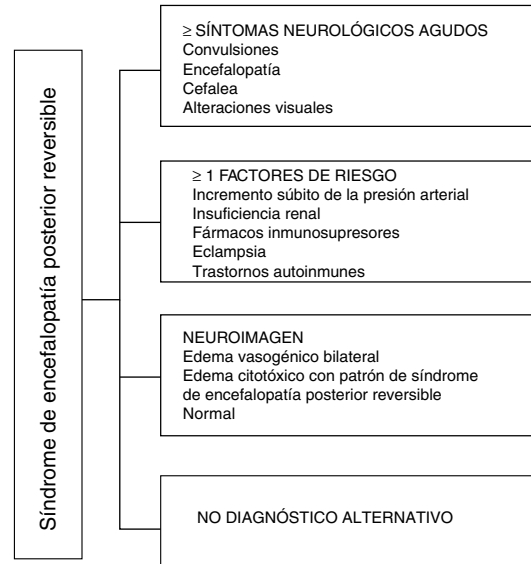 Síndrome de encefalopatía posterior reversible
≥ SÍNTOMAS NEUROLÓGICOS AGUDOS
Convulsiones
Encefalopatía
Cefalea
Alteraciones visuales
≥ 1 FACTORES DE RIESGO
Incremento súbito de la presión arterial
Insuficiencia renal
Fármacos inmunosupresores
Eclampsia
Trastornos autoinmunes
NEUROIMAGEN
Edema vasogénico bilateral
Edema citotóxico con patrón de síndrome
de encefalopatía posterior reversible
Normal
NO DIAGNÓSTICO ALTERNATIVO